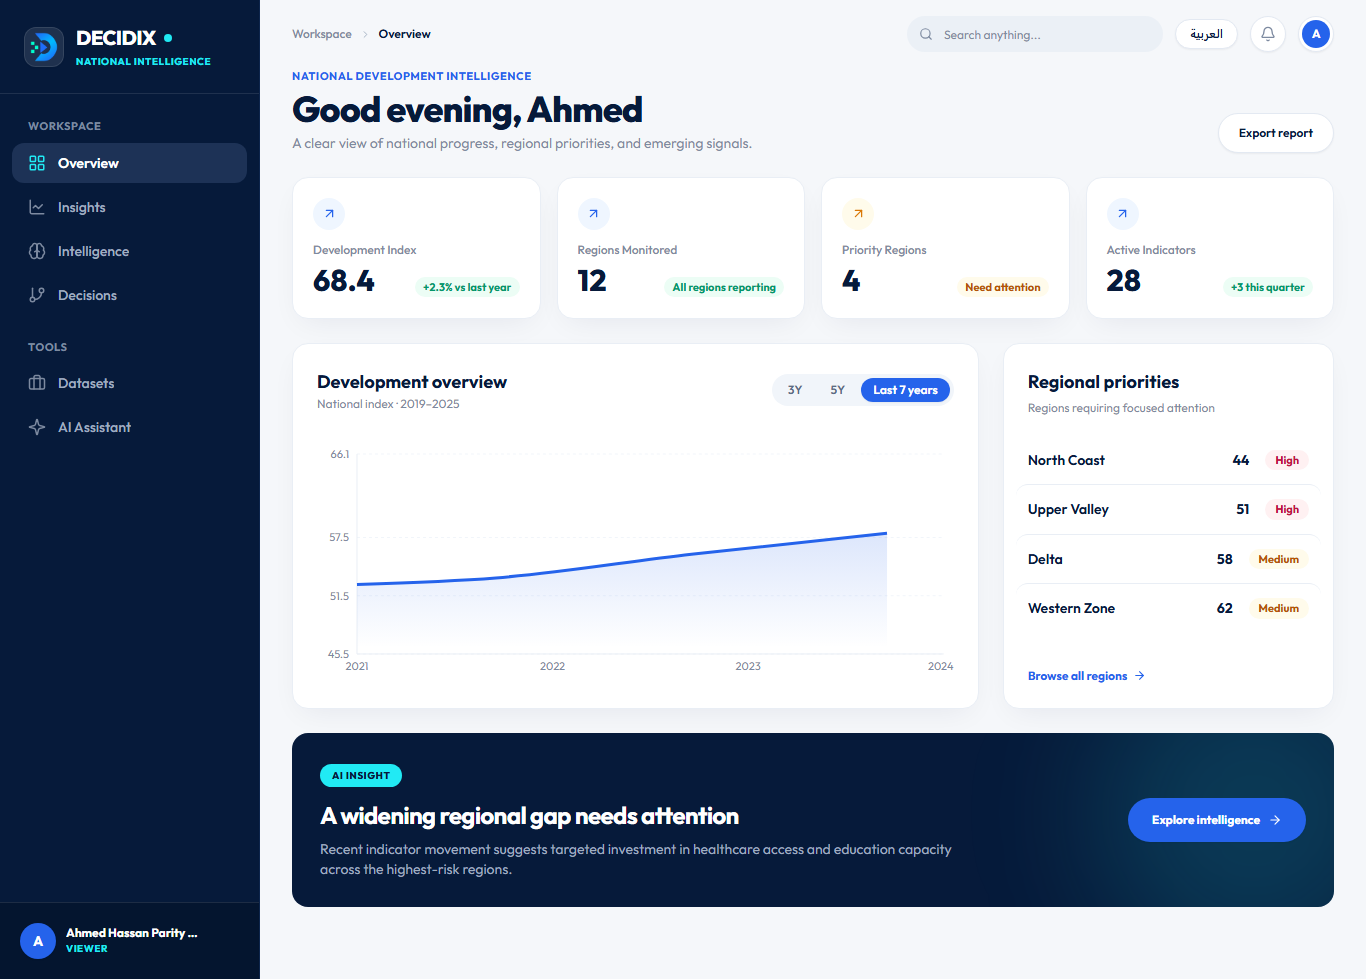 DECIDIX
NATIONAL INTELLIGENCE
WORKSPACE
Overview
Insights
Intelligence
Decisions
TOOLS
Datasets
AI Assistant
Ahmed Hassan Parity ...
A
VIEWER
Workspace > Overview
Search anything...
العربية
A
NATIONAL DEVELOPMENT INTELLIGENCE
Good evening, Ahmed
A clear view of national progress, regional priorities, and emerging signals.
Export report
Development Index
68.4
+2.3% vs last year
Regions Monitored
12
All regions reporting
Priority Regions
4
Need attention
Active Indicators
28
+3 this quarter
Development overview
National index · 2019–2025
3Y 5Y Last 7 years
66.1
57.5
51.5
45.5
2021 2022 2023 2024
Regional priorities
Regions requiring focused attention
North Coast 44 High
Upper Valley 51 High
Delta 58 Medium
Western Zone 62 Medium
Browse all regions →
AI INSIGHT
A widening regional gap needs attention
Recent indicator movement suggests targeted investment in healthcare access and education capacity
across the highest-risk regions.
Explore intelligence →